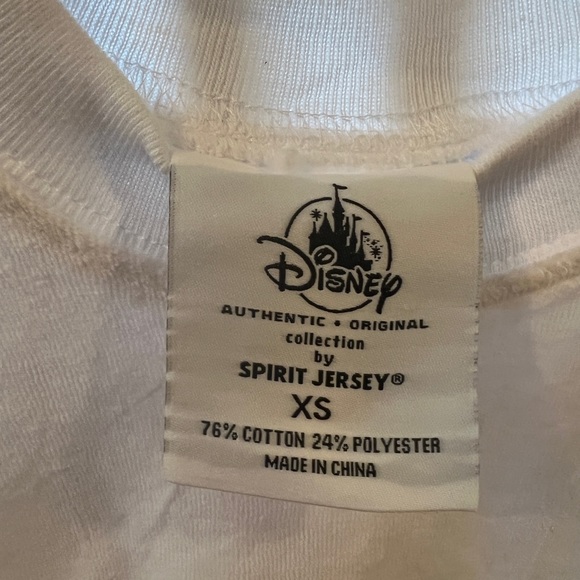 Disney
AUTHENTIC • ORIGINAL
collection
by
SPIRIT JERSEY®
XS
76% COTTON 24% POLYESTER
MADE IN CHINA